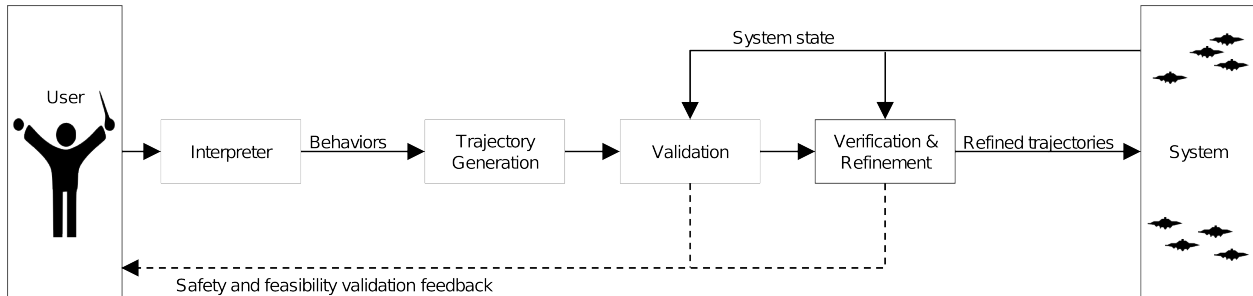 System state
User
Interpreter
Behaviors
Trajectory
Generation
Validation
Verification &
Refinement
Refined trajectories
System
Safety and feasibility validation feedback